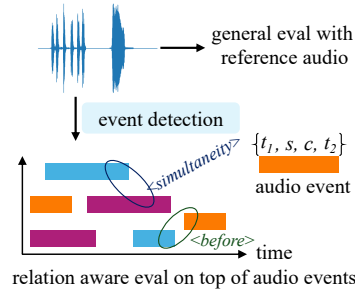 general eval with
reference audio
event detection
{t₁, s, c, t₂}
audio event
<simultaneity>
<before>
time
relation aware eval on top of audio events